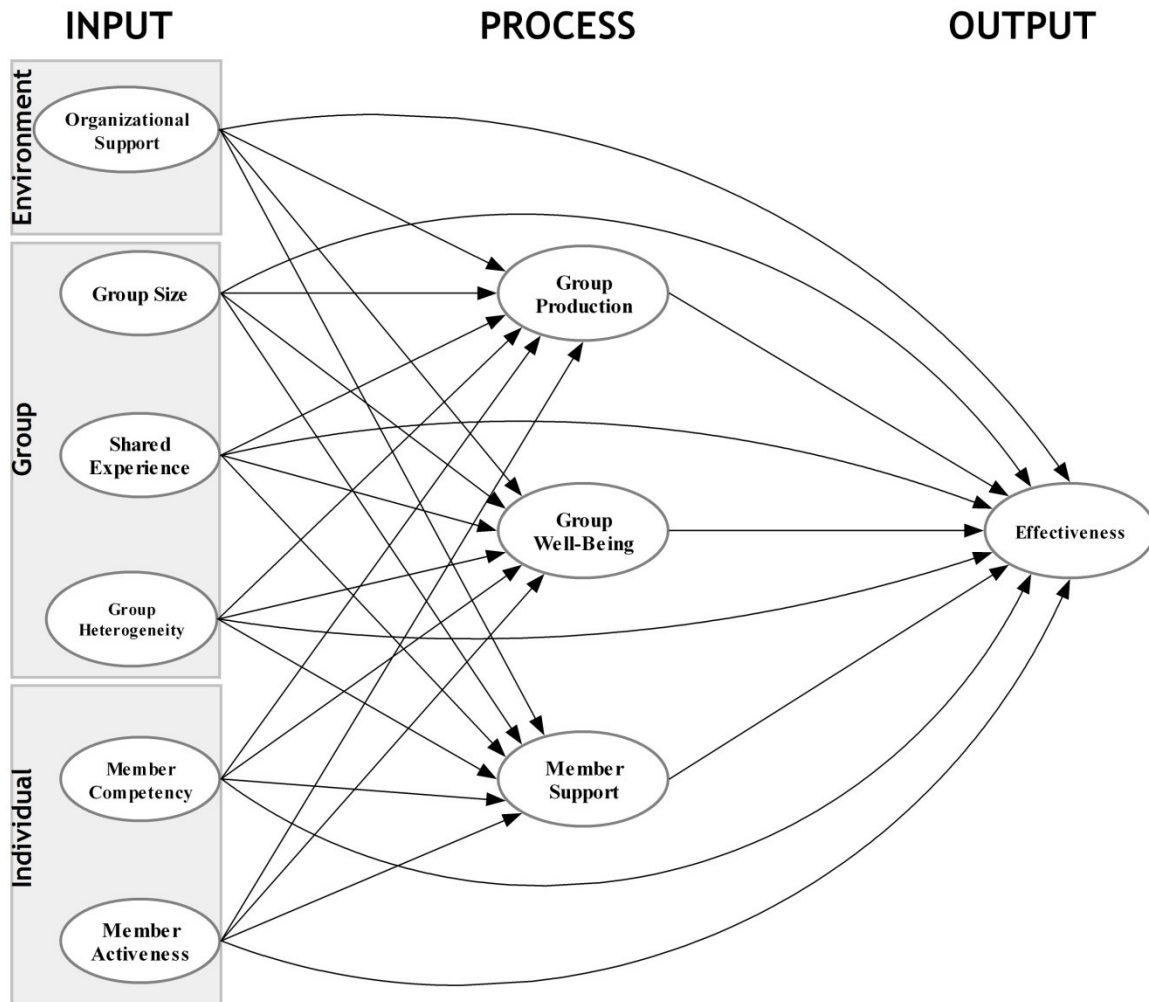 INPUT
PROCESS
OUTPUT
Environment
Organizational
Support
Group
Group Size
Shared
Experience
Group
Heterogeneity
Individual
Member
Competency
Member
Activeness
Group
Production
Group
Well-Being
Member
Support
Effectiveness